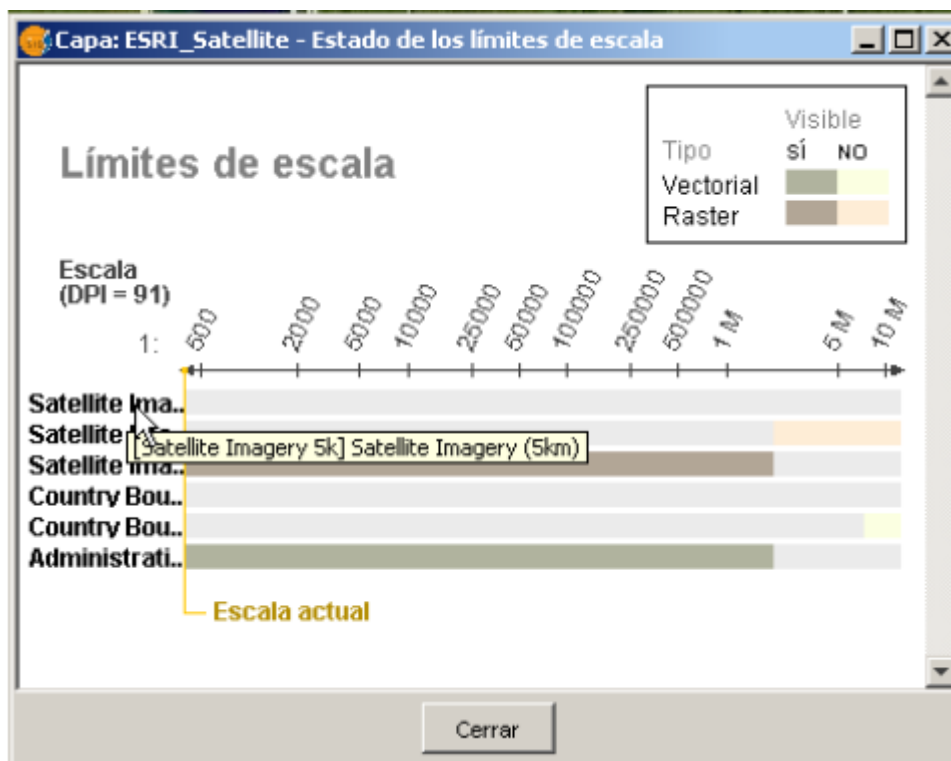 Capa: ESRI_Satellite - Estado de los límites de escala
Límites de escala
Visible
Tipo SÍ NO
Vectorial
Raster
Escala
(DPI = 91)
1: 500 2000 5000 10000 25000 50000 100000 250000 500000 1 M 5 M 10 M
Satellite Ima..
Satellite
[Satellite Imagery 5k] Satellite Imagery (5km)
Satellite Ima..
Country Bou..
Country Bou..
Administrati..
Escala actual
Cerrar